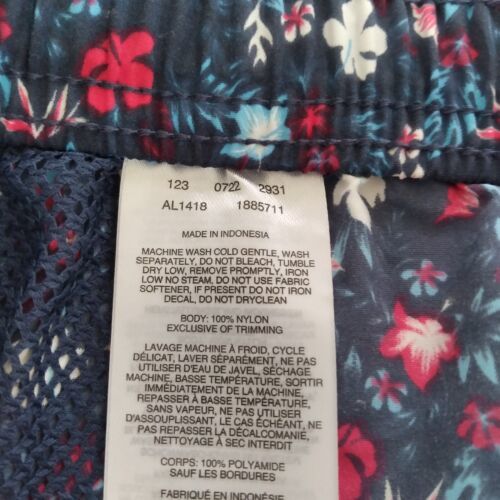 123 0722 2931
AL1418 1885711
MADE IN INDONESIA
MACHINE WASH COLD GENTLE, WASH
SEPARATELY, DO NOT BLEACH, TUMBLE
DRY LOW, REMOVE PROMPTLY, IRON
LOW NO STEAM, DO NOT USE FABRIC
SOFTENER, IF PRESENT DO NOT IRON
DECAL, DO NOT DRYCLEAN
BODY: 100% NYLON
EXCLUSIVE OF TRIMMING
LAVAGE MACHINE À FROID, CYCLE
DÉLICAT, LAVER SÉPARÉMENT, NE PAS
UTILISER D'EAU DE JAVEL, SÉCHAGE
MACHINE, BASSE TEMPÉRATURE, SORTIR
IMMÉDIATEMENT DE LA MACHINE,
REPASSER À BASSE TEMPÉRATURE,
SANS VAPEUR, NE PAS UTILISER
D'ASSOUPLISSANT, LE CAS ÉCHÉANT, NE
PAS REPASSER LA DÉCALCOMANIE,
NETTOYAGE À SEC INTERDIT
CORPS: 100% POLYAMIDE
SAUF LES BORDURES
FABRIQUÉ EN INDONÉSIE